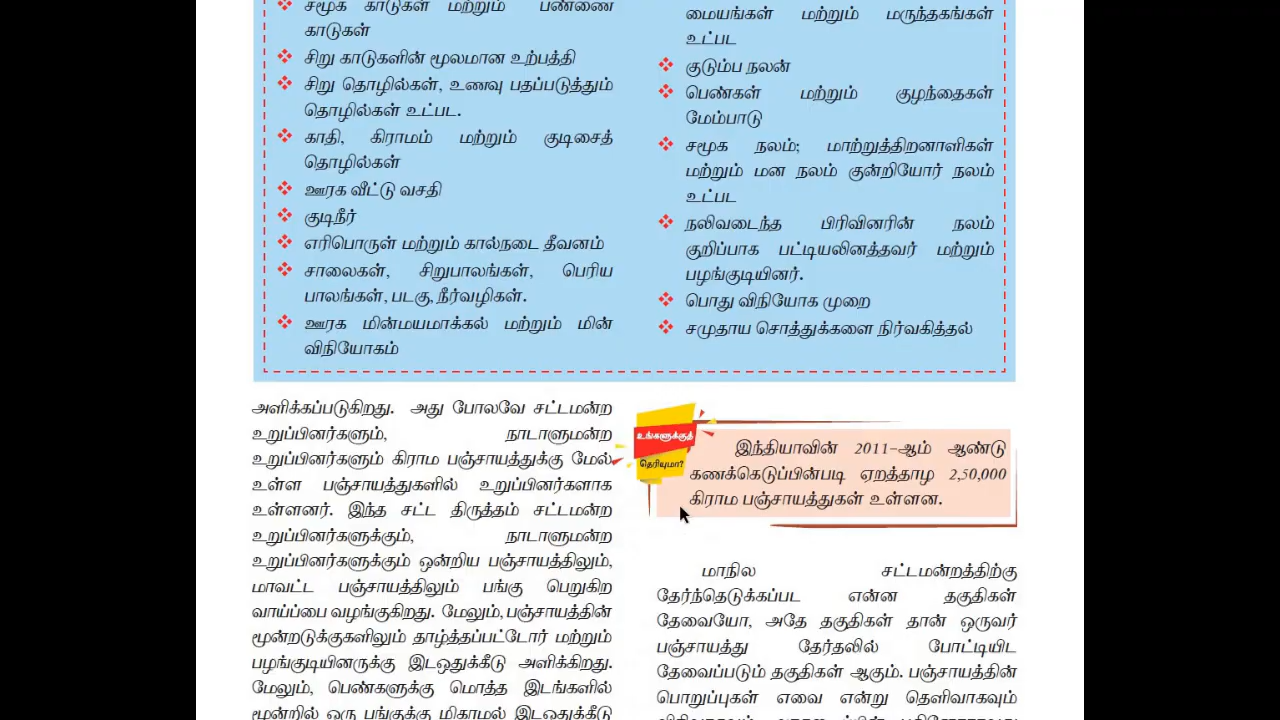 சமூக காடுகள் மற்றும் பண்ணை
காடுகள்
சிறு காடுகளின் மூலமான உற்பத்தி
சிறு தொழில்கள், உணவு பதப்படுத்தும்
தொழில்கள் உட்பட.
காதி, கிராமம் மற்றும் குடிசைத்
தொழில்கள்
ஊரக வீட்டு வசதி
குடிநீர்
எரிபொருள் மற்றும் கால்நடை தீவனம்
சாலைகள், சிறுபாலங்கள், பெரிய
பாலங்கள், படகு, நீர்வழிகள்.
ஊரக மின்மயமாக்கல் மற்றும் மின்
விநியோகம்
மையங்கள் மற்றும் மருந்தகங்கள்
உட்பட
குடும்ப நலன்
பெண்கள் மற்றும் குழந்தைகள்
மேம்பாடு
சமூக நலம்; மாற்றுத்திறனாளிகள்
மற்றும் மன நலம் குன்றியோர் நலம்
உட்பட
நலிவடைந்த பிரிவினரின் நலம்
குறிப்பாக பட்டியலினத்தவர் மற்றும்
பழங்குடியினர்.
பொது விநியோக முறை
சமுதாய சொத்துக்களை நிர்வகித்தல்
அளிக்கப்படுகிறது. அது போலவே சட்டமன்ற
உறுப்பினர்களும், நாடாளுமன்ற
உறுப்பினர்களும் கிராம பஞ்சாயத்துக்கு மேல்
உள்ள பஞ்சாயத்துகளில் உறுப்பினர்களாக
உள்ளனர். இந்த சட்ட திருத்தம் சட்டமன்ற
உறுப்பினர்களுக்கும், நாடாளுமன்ற
உறுப்பினர்களுக்கும் ஒன்றிய பஞ்சாயத்திலும்,
மாவட்ட பஞ்சாயத்திலும் பங்கு பெறுகிற
வாய்ப்பை வழங்குகிறது. மேலும், பஞ்சாயத்தின்
மூன்றடுக்குகளிலும் தாழ்த்தப்பட்டோர் மற்றும்
பழங்குடியினருக்கு இடஒதுக்கீடு அளிக்கிறது.
மேலும், பெண்களுக்கு மொத்த இடங்களில்
மூன்றில் ஒரு பங்குக்கு மிகாமல் இடஒதுக்கீடு
உங்களுக்குத்
தெரியுமா?
இந்தியாவின் 2011-ஆம் ஆண்டு
கணக்கெடுப்பின்படி ஏறத்தாழ 2,50,000
கிராம பஞ்சாயத்துகள் உள்ளன.
மாநில சட்டமன்றத்திற்கு
தேர்ந்தெடுக்கப்பட என்ன தகுதிகள்
தேவையோ, அதே தகுதிகள் தான் ஒருவர்
பஞ்சாயத்து தேர்தலில் போட்டியிட
தேவைப்படும் தகுதிகள் ஆகும். பஞ்சாயத்தின்
பொறுப்புகள் எவை என்று தெளிவாகவும்